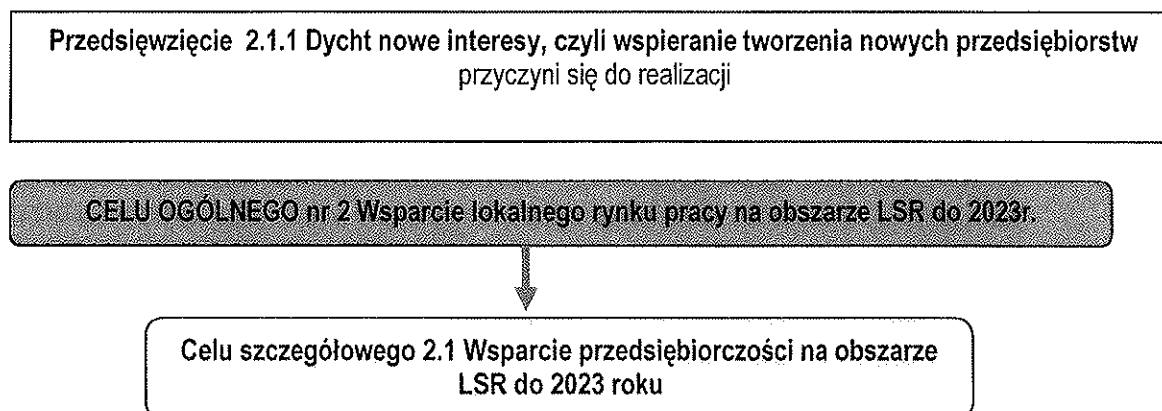 Przedsięwzięcie 2.1.1 Dycht nowe interesy, czyli wspieranie tworzenia nowych przedsiębiorstw
przyczyni się do realizacji
CELU OGÓLNEGO nr 2 Wsparcie lokalnego rynku pracy na obszarze LSR do 2023r.
Celu szczegółowego 2.1 Wsparcie przedsiębiorczości na obszarze
LSR do 2023 roku